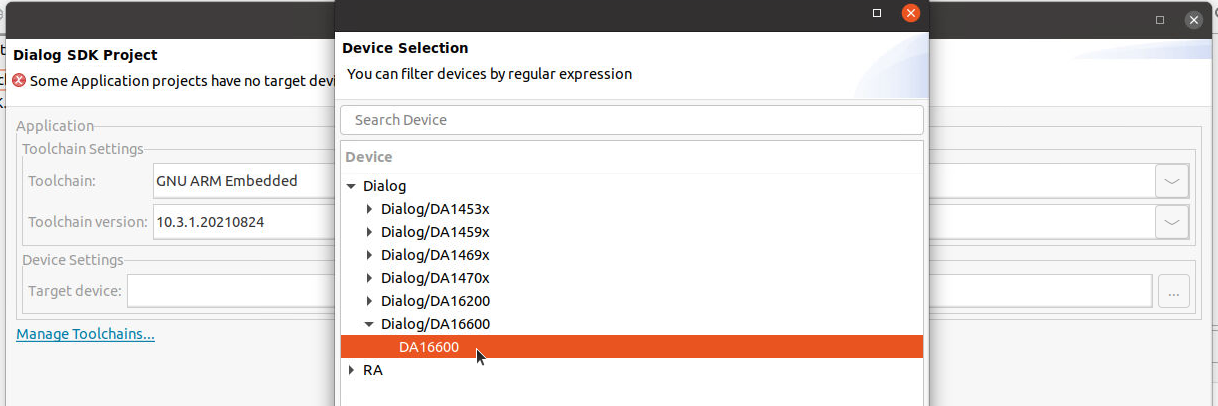 Dialog SDK Project
Some Application projects have no target devi
Application
Toolchain Settings
Toolchain:
GNU ARM Embedded
Toolchain version:
10.3.1.20210824
Device Settings
Target device:
...
Manage Toolchains...
Device Selection
You can filter devices by regular expression
Search Device
Device
Dialog
Dialog/DA1453x
Dialog/DA1459x
Dialog/DA1469x
Dialog/DA1470x
Dialog/DA16200
Dialog/DA16600
DA16600
RA